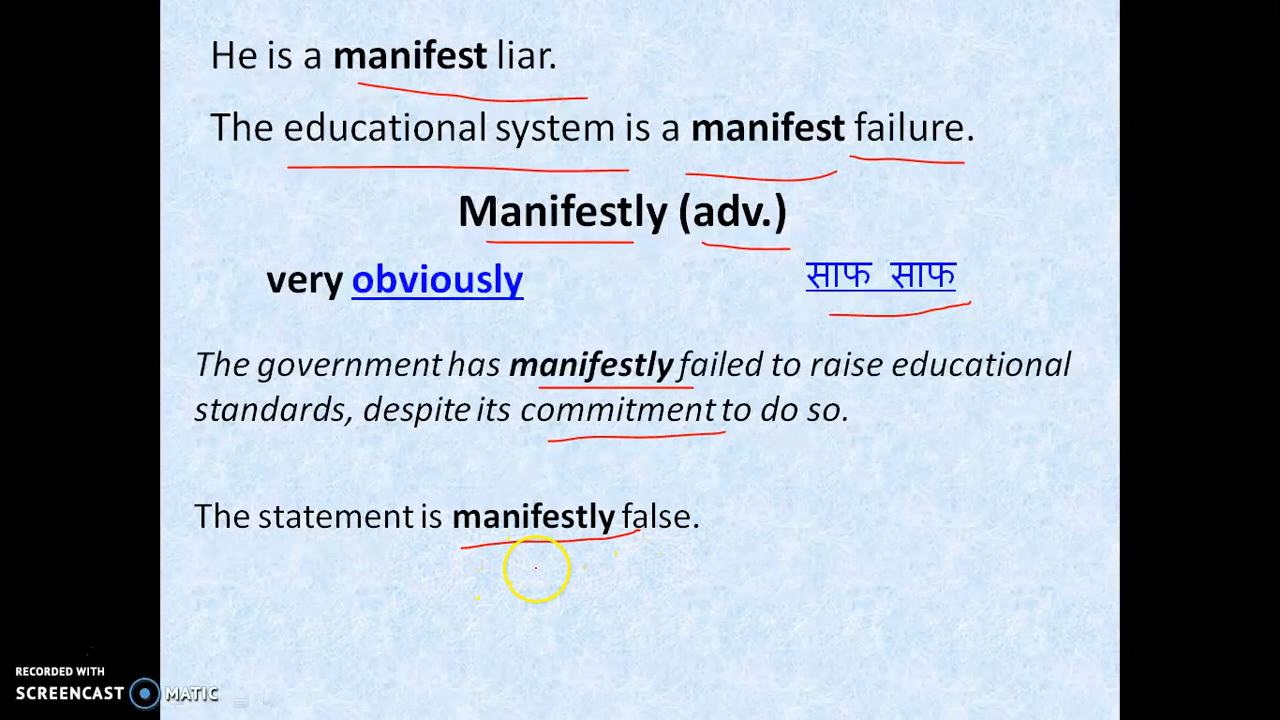 He is a manifest liar.
The educational system is a manifest failure.
Manifestly (adv.)
very obviously साफ साफ
The government has manifestly failed to raise educational
standards, despite its commitment to do so.
The statement is manifestly false.
RECORDED WITH
SCREENCAST MATIC